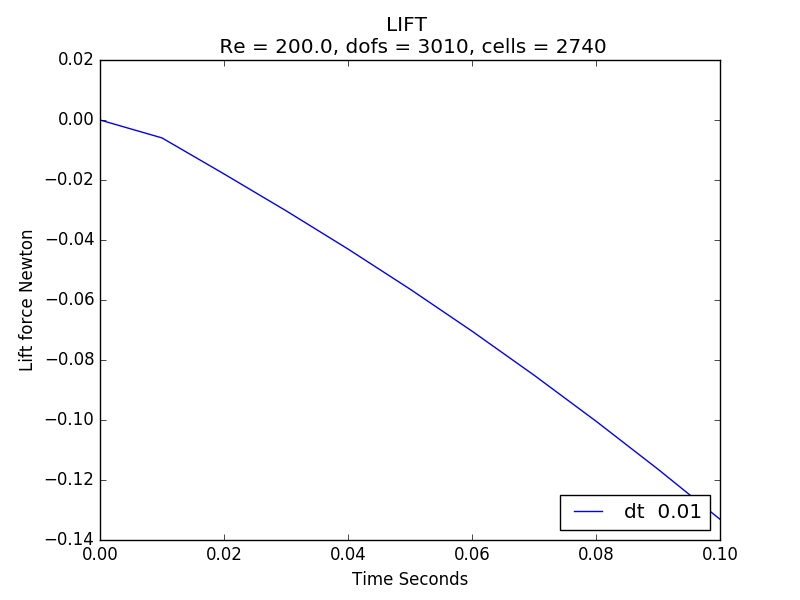 LIFT
Re = 200.0, dofs = 3010, cells = 2740
0.02
0.00
−0.02
−0.04
−0.06
−0.08
−0.10
−0.12
−0.14
Lift force Newton
dt  0.01
0.00 0.02 0.04 0.06 0.08 0.10
Time Seconds